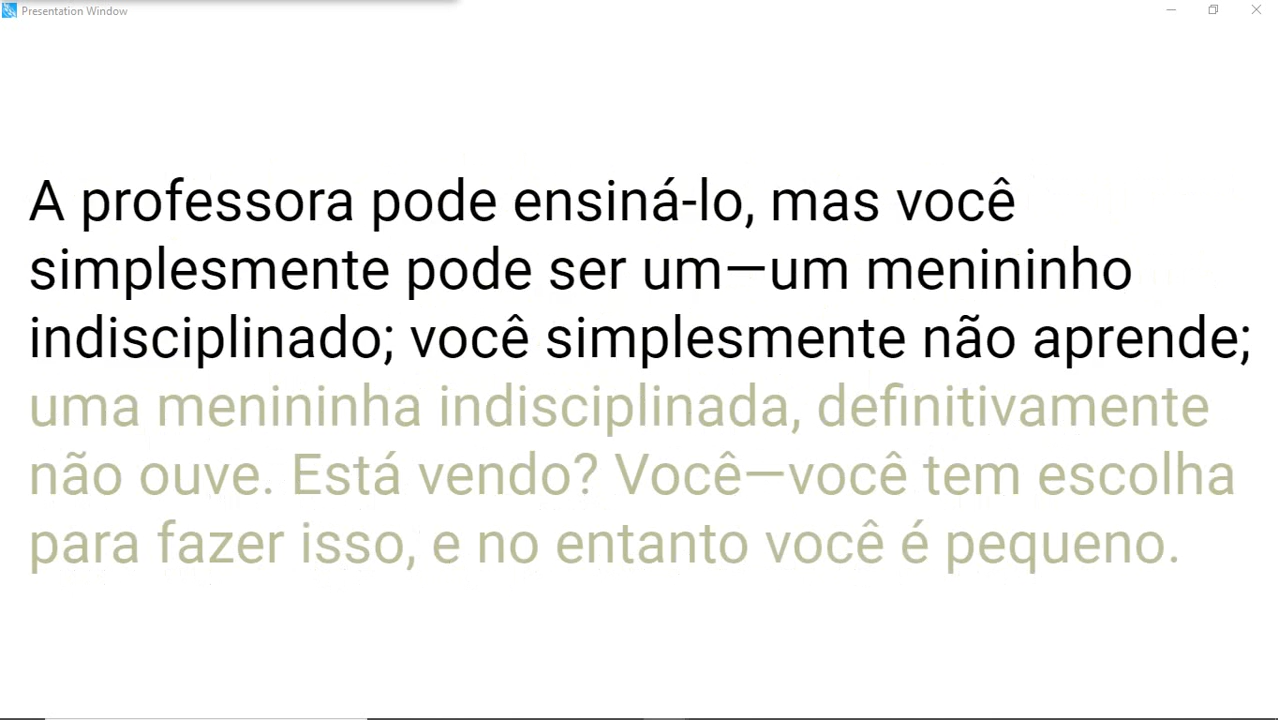 Presentation Window
A professora pode ensiná-lo, mas você
simplesmente pode ser um—um menininho
indisciplinado; você simplesmente não aprende;
uma menininha indisciplinada, definitivamente
não ouve. Está vendo? Você—você tem escolha
para fazer isso, e no entanto você é pequeno.